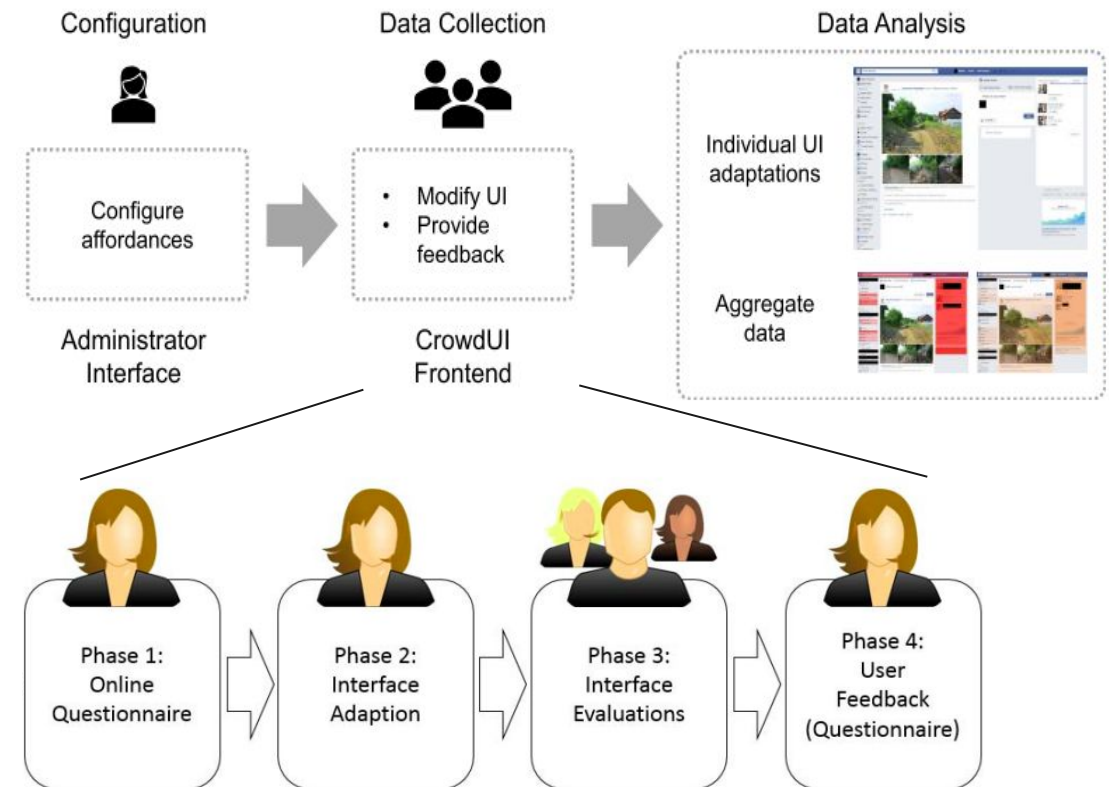 Configuration
Data Collection
Data Analysis
Configure
affordances
• Modify UI
• Provide
feedback
Individual UI
adaptations
Aggregate
data
Administrator
Interface
CrowdUI
Frontend
Phase 1:
Online
Questionnaire
Phase 2:
Interface
Adaption
Phase 3:
Interface
Evaluations
Phase 4:
User
Feedback
(Questionnaire)